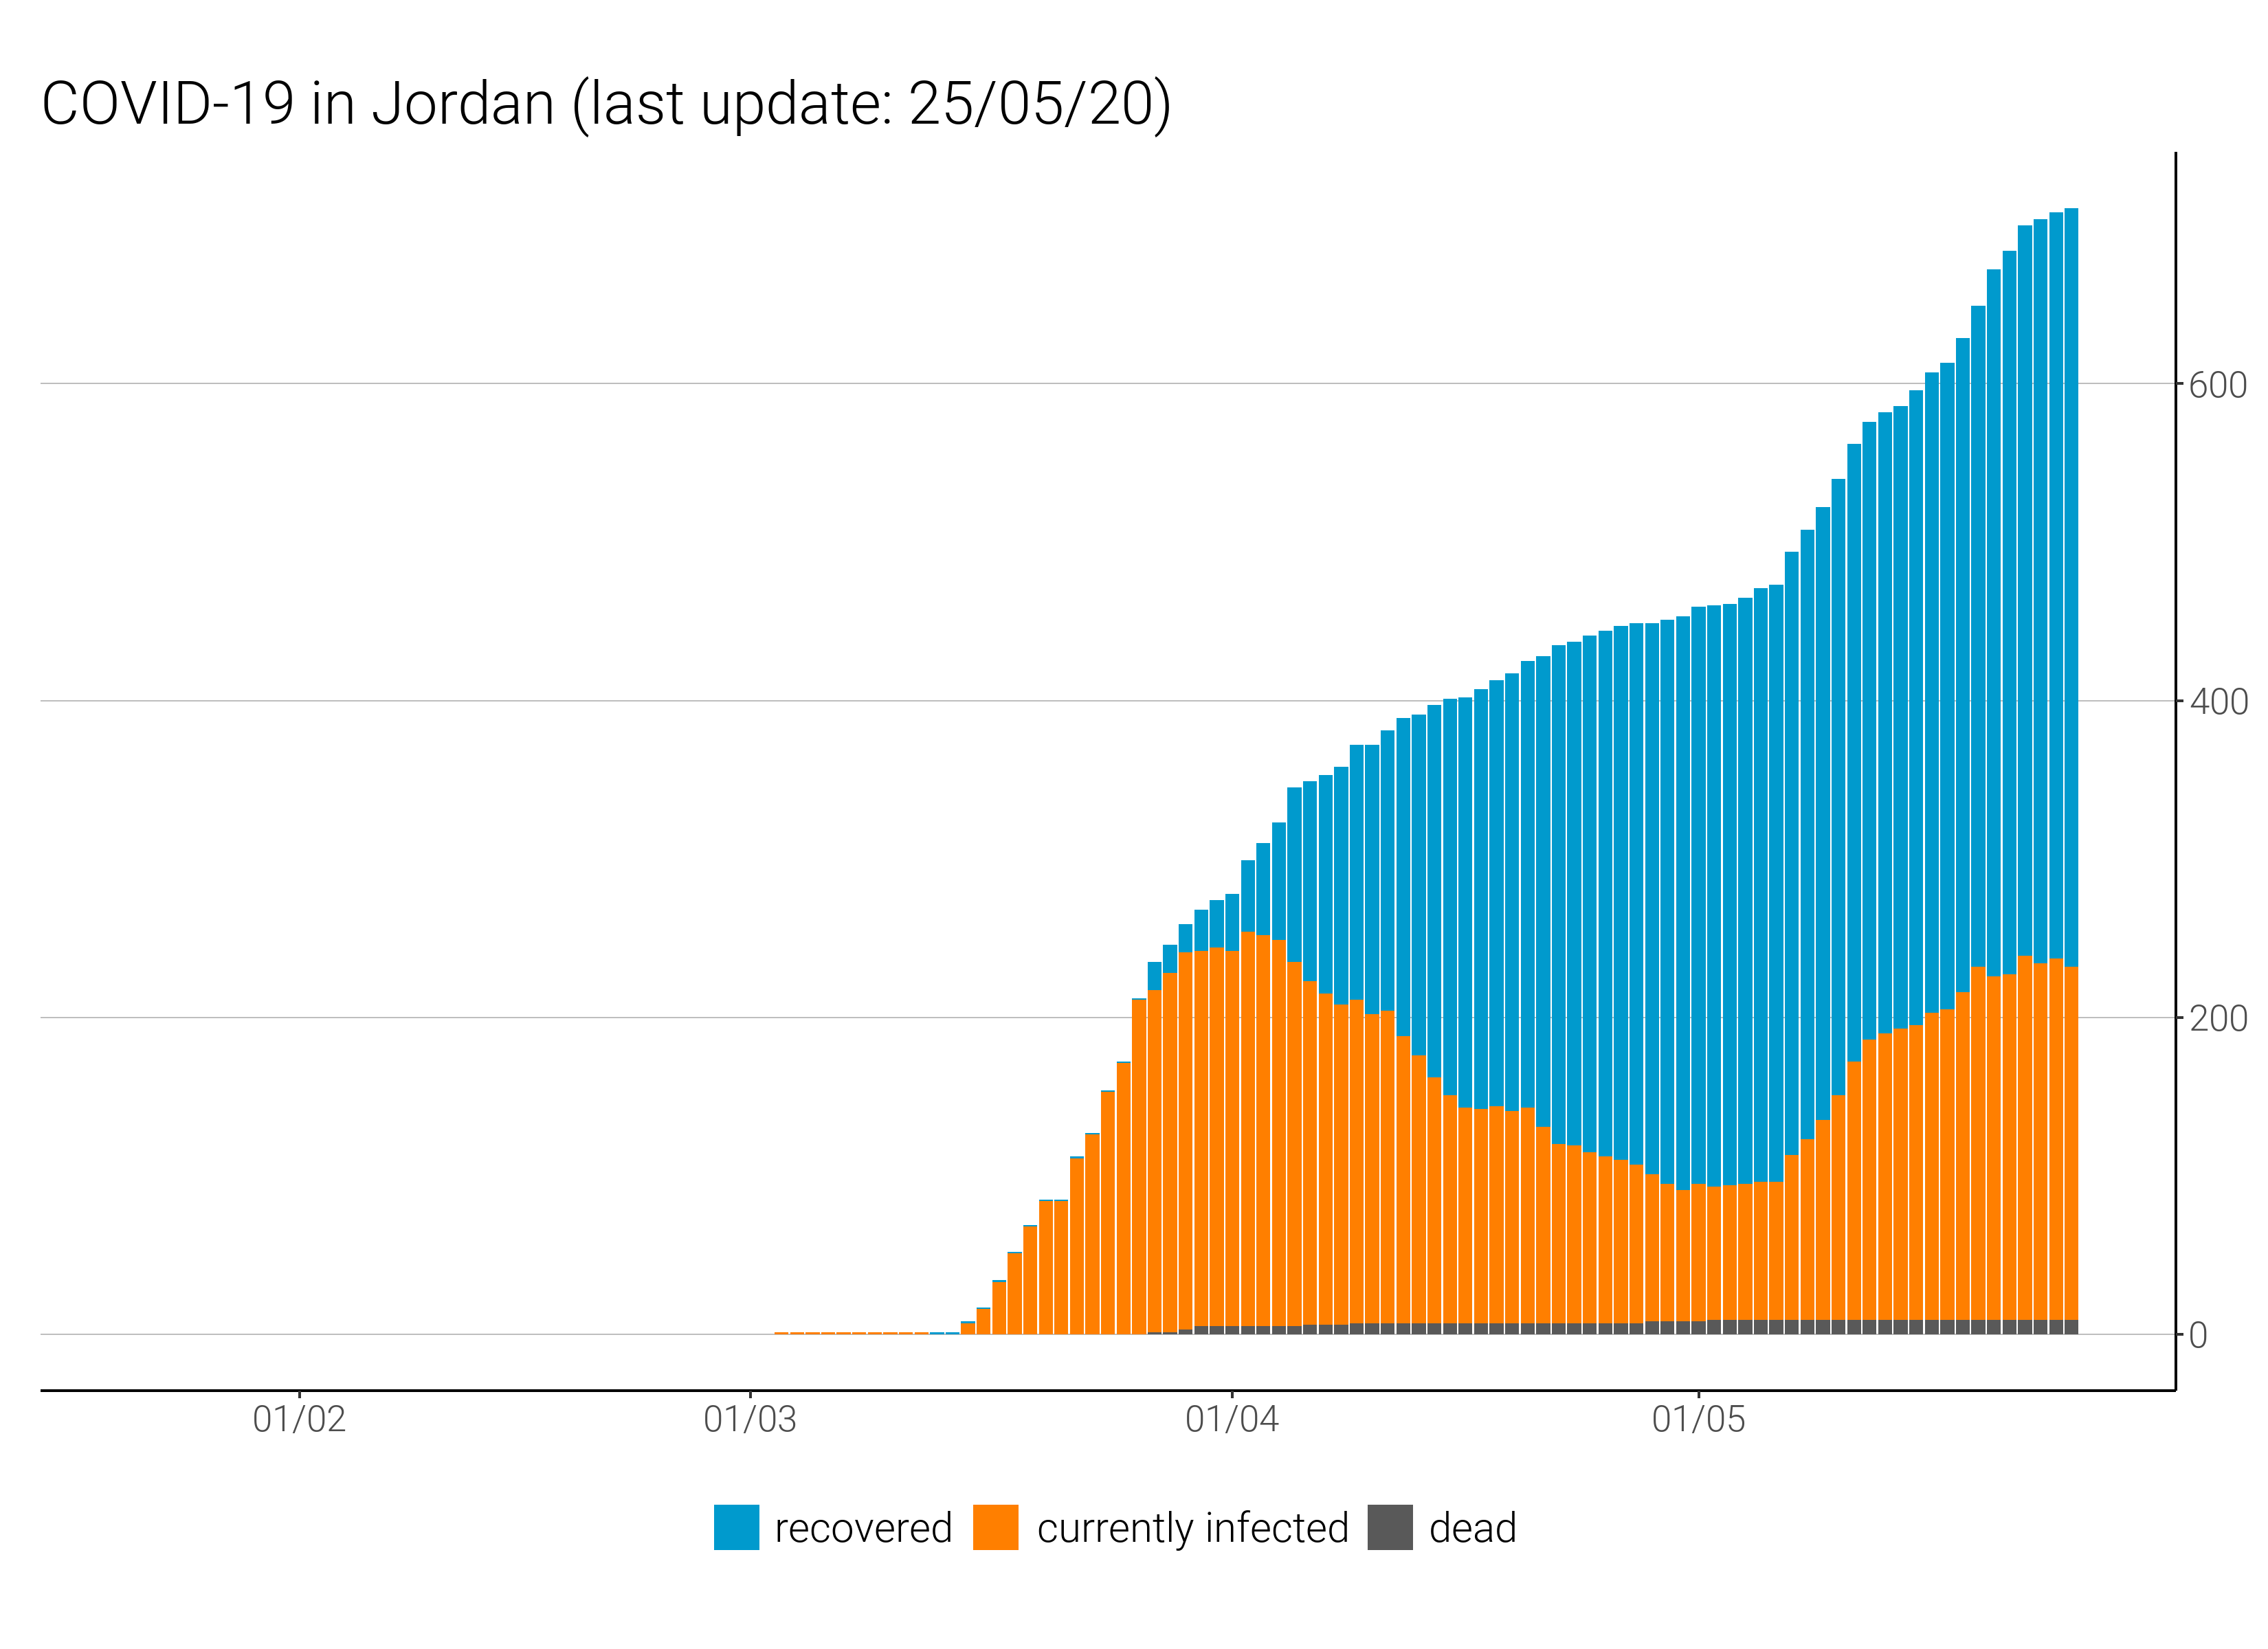 COVID-19 in Jordan (last update: 25/05/20)
600
400
200
0
01/02 01/03 01/04 01/05
recovered currently infected dead